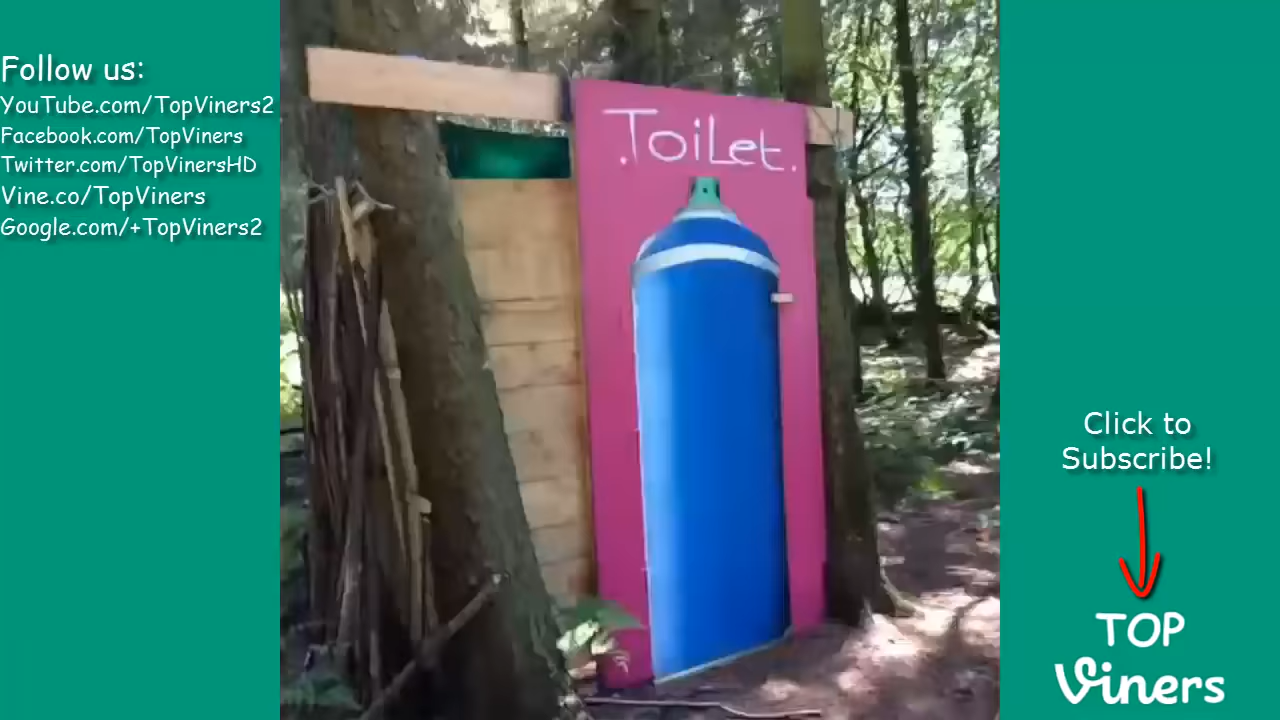 Follow us:
YouTube.com/TopViners2
Facebook.com/TopViners
Twitter.com/TopVinersHD
Vine.co/TopViners
Google.com/+TopViners2
.ToiLet.
Click to
Subscribe!
TOP
Viners